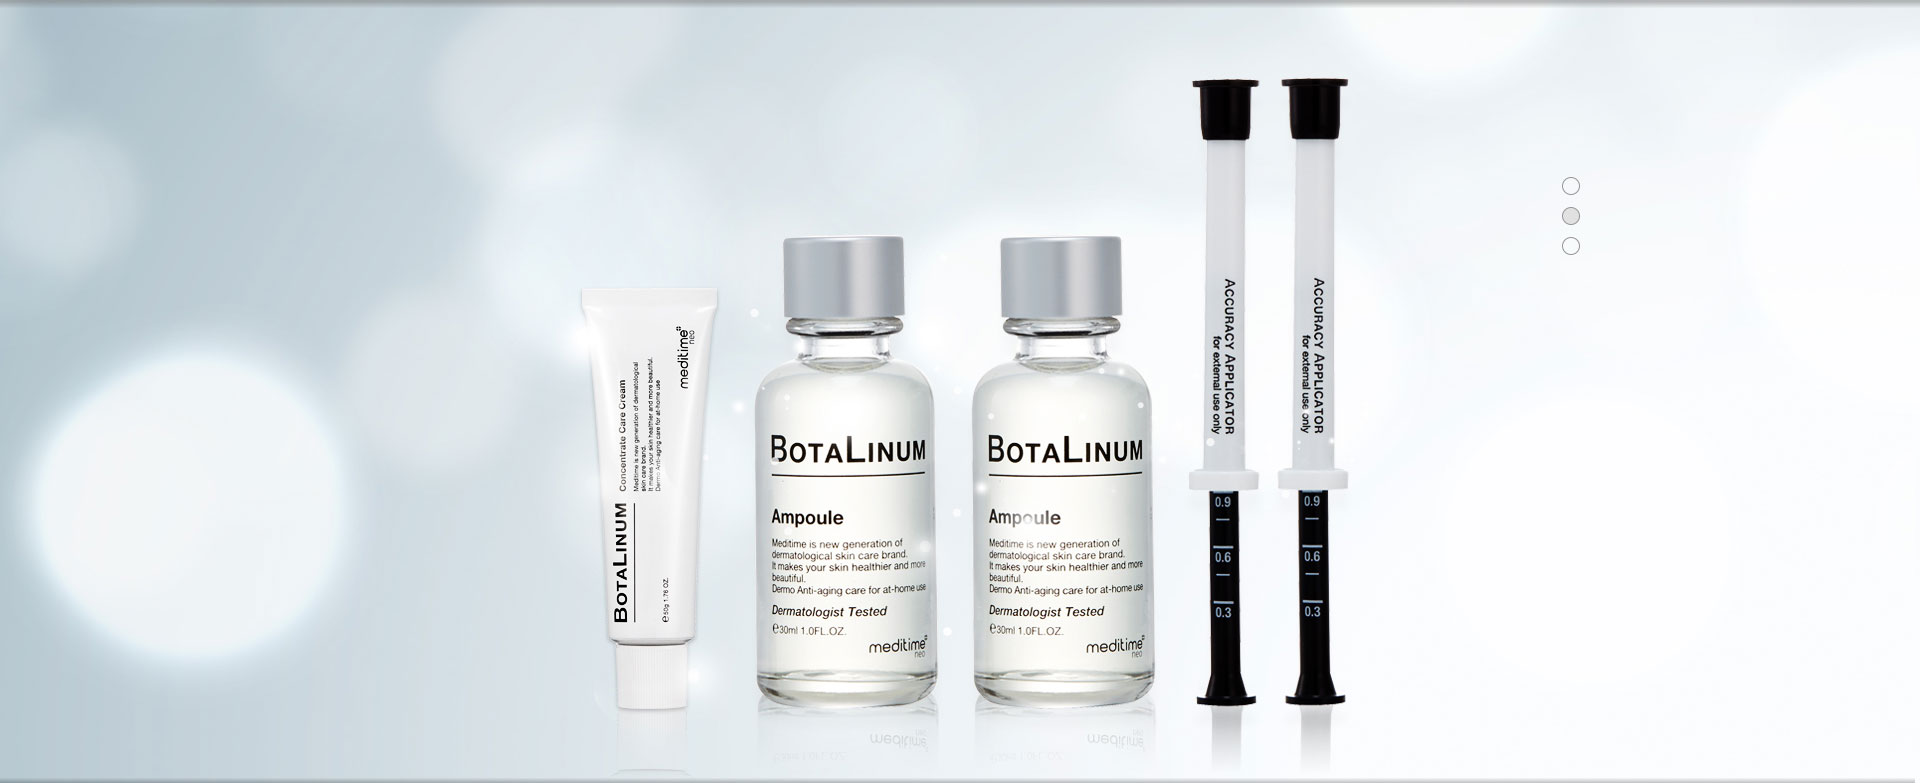 BOTALINUM
Concentrate Care Cream
Meditime is new generation of dermatological
skin care brand.
It makes your skin healthier and more beautiful.
Dermo Anti-aging care for at-home use
meditime
neo
℮50g 1.76 OZ.
BOTALINUM
Ampoule
Meditime is new generation of
dermatological skin care brand.
It makes your skin healthier and more
beautiful.
Dermo Anti-aging care for at-home use
Dermatologist Tested
℮30ml 1.0FL.OZ.
meditime
neo
BOTALINUM
Ampoule
Meditime is new generation of
dermatological skin care brand.
It makes your skin healthier and more
beautiful.
Dermo Anti-aging care for at-home use
Dermatologist Tested
℮30ml 1.0FL.OZ.
meditime
neo
ACCURACY APPLICATOR
for external use only
0.9
0.6
0.3
ACCURACY APPLICATOR
for external use only
0.9
0.6
0.3